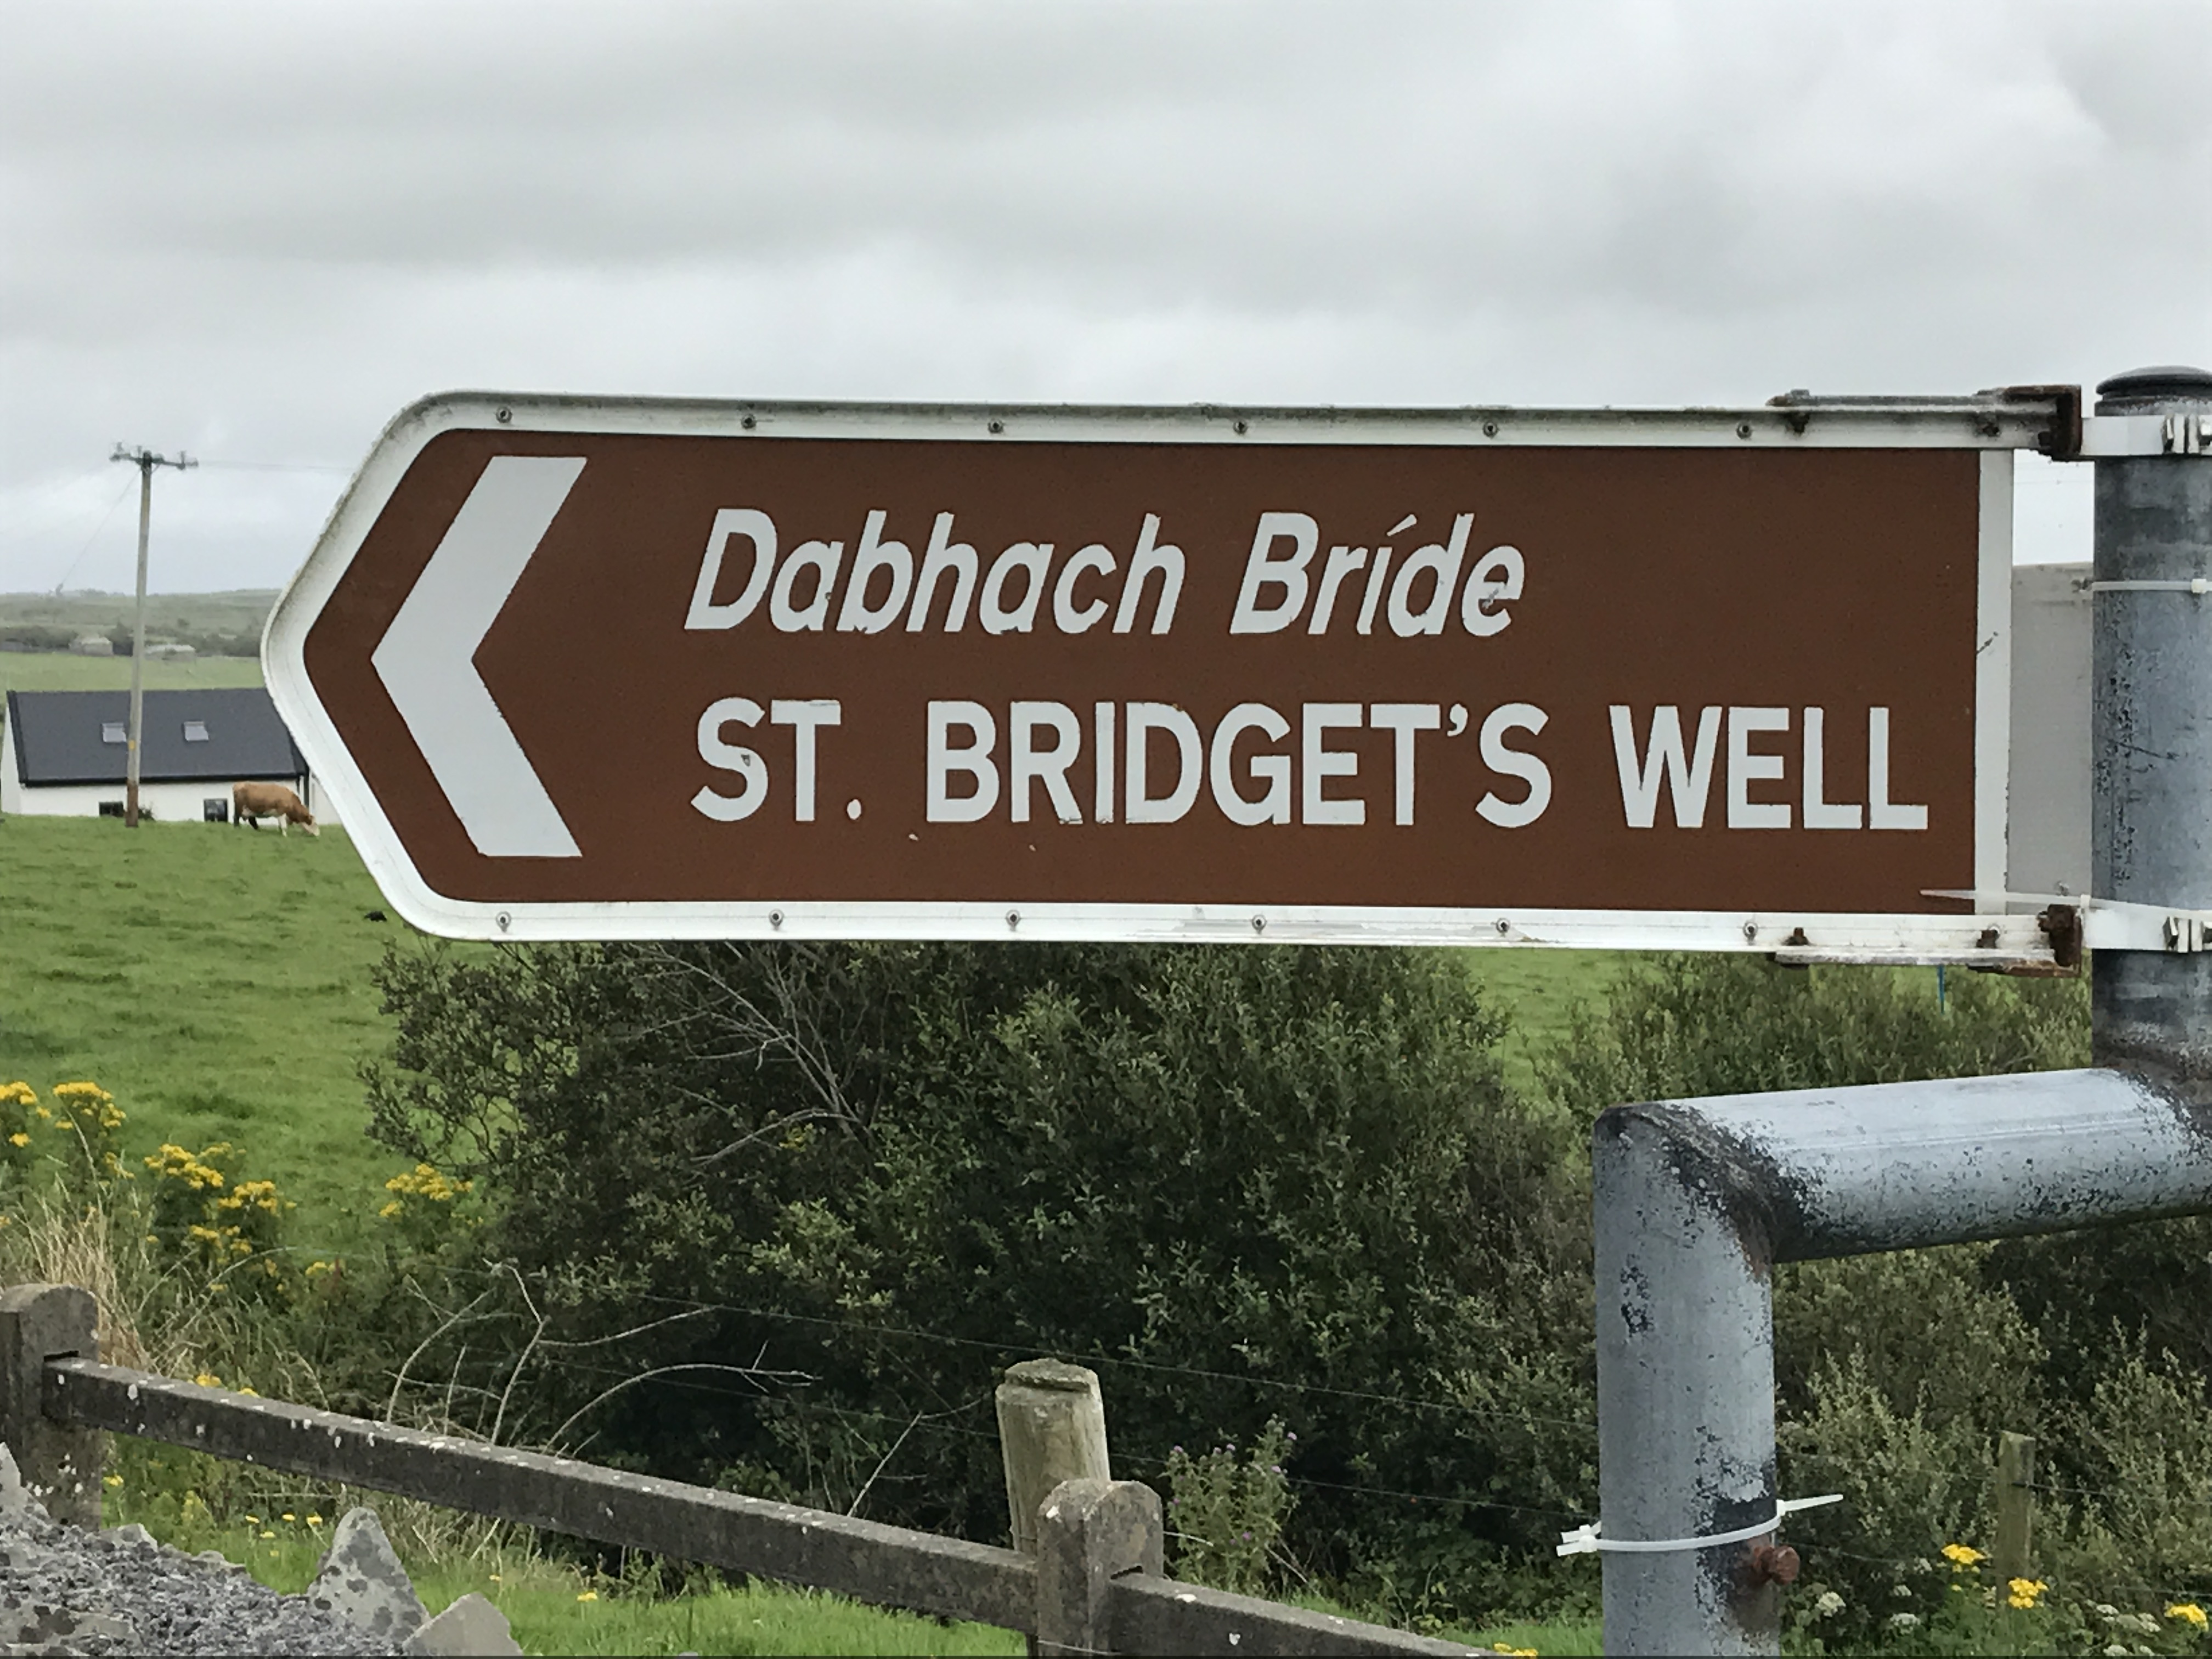 Dabhach Bríde
ST. BRIDGET'S WELL